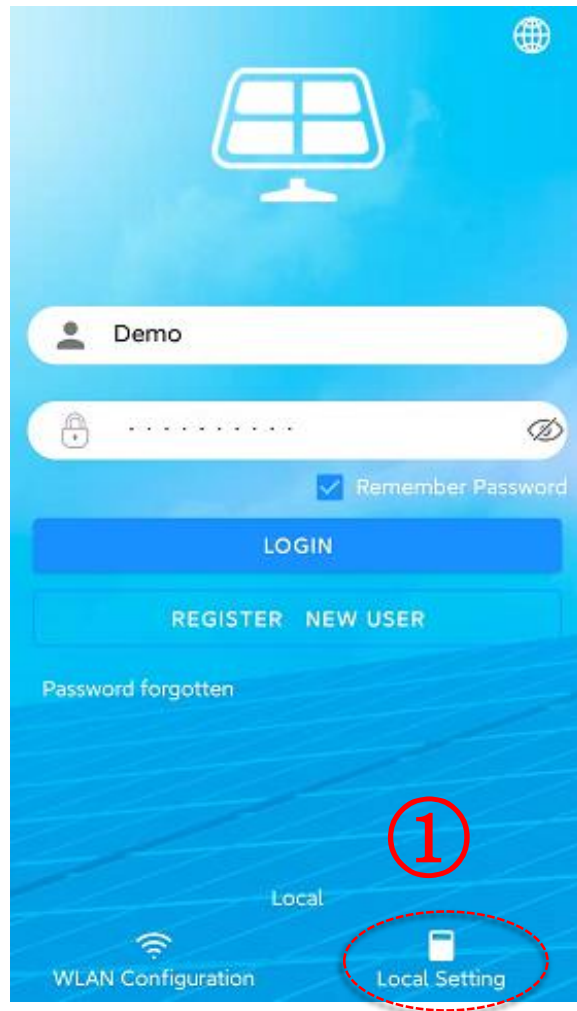 Demo
··········
Remember Password
LOGIN
REGISTER NEW USER
Password forgotten
①
Local
WLAN Configuration
Local Setting